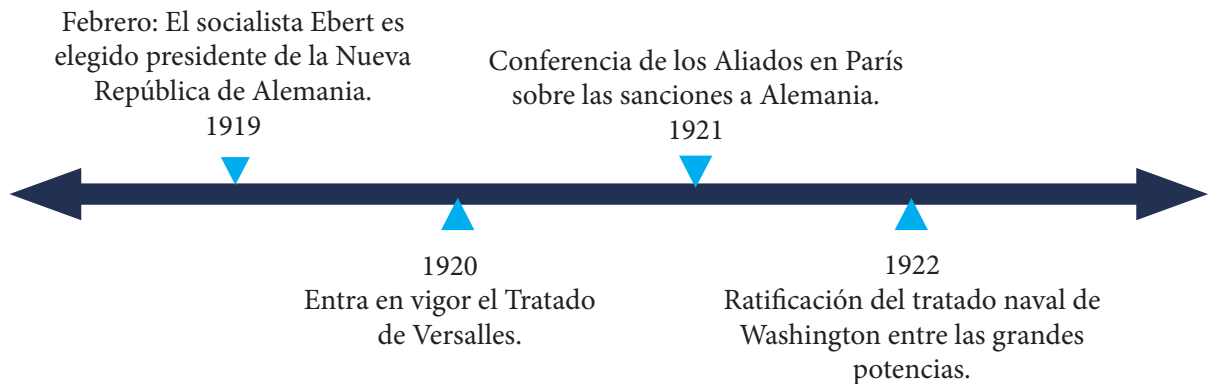 Febrero: El socialista Ebert es
elegido presidente de la Nueva
República de Alemania.
1919
Conferencia de los Aliados en París
sobre las sanciones a Alemania.
1921
1920
Entra en vigor el Tratado
de Versalles.
1922
Ratificación del tratado naval de
Washington entre las grandes
potencias.